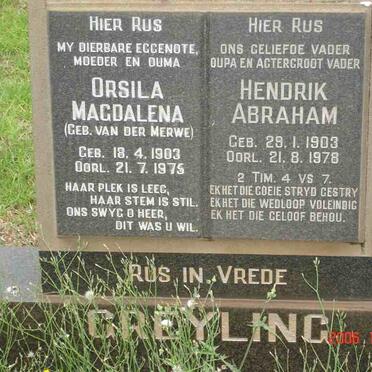 HIER RUS
MY DIERBARE EGGENOTE,
MOEDER EN OUMA
ORSILA
MAGDALENA
(GEB. VAN DER MERWE)
GEB. 18.4.1903
OORL. 21.7.1975
HAAR PLEK IS LEEG,
HAAR STEM IS STIL.
ONS SWYG O HEER,
DIT WAS U WIL.
HIER RUS
ONS GELIEFDE VADER
OUPA EN AGTERGROOT VADER
HENDRIK
ABRAHAM
GEB. 29.1.1903
OORL. 21.8.1978
2 TIM. 4 VS 7.
EK HET DIE GOEIE STRYD GESTRY
EK HET DIE WEDLOOP VOLEINDIG
EK HET DIE GELOOF BEHOU.
RUS IN VREDE
GREYLING
2006